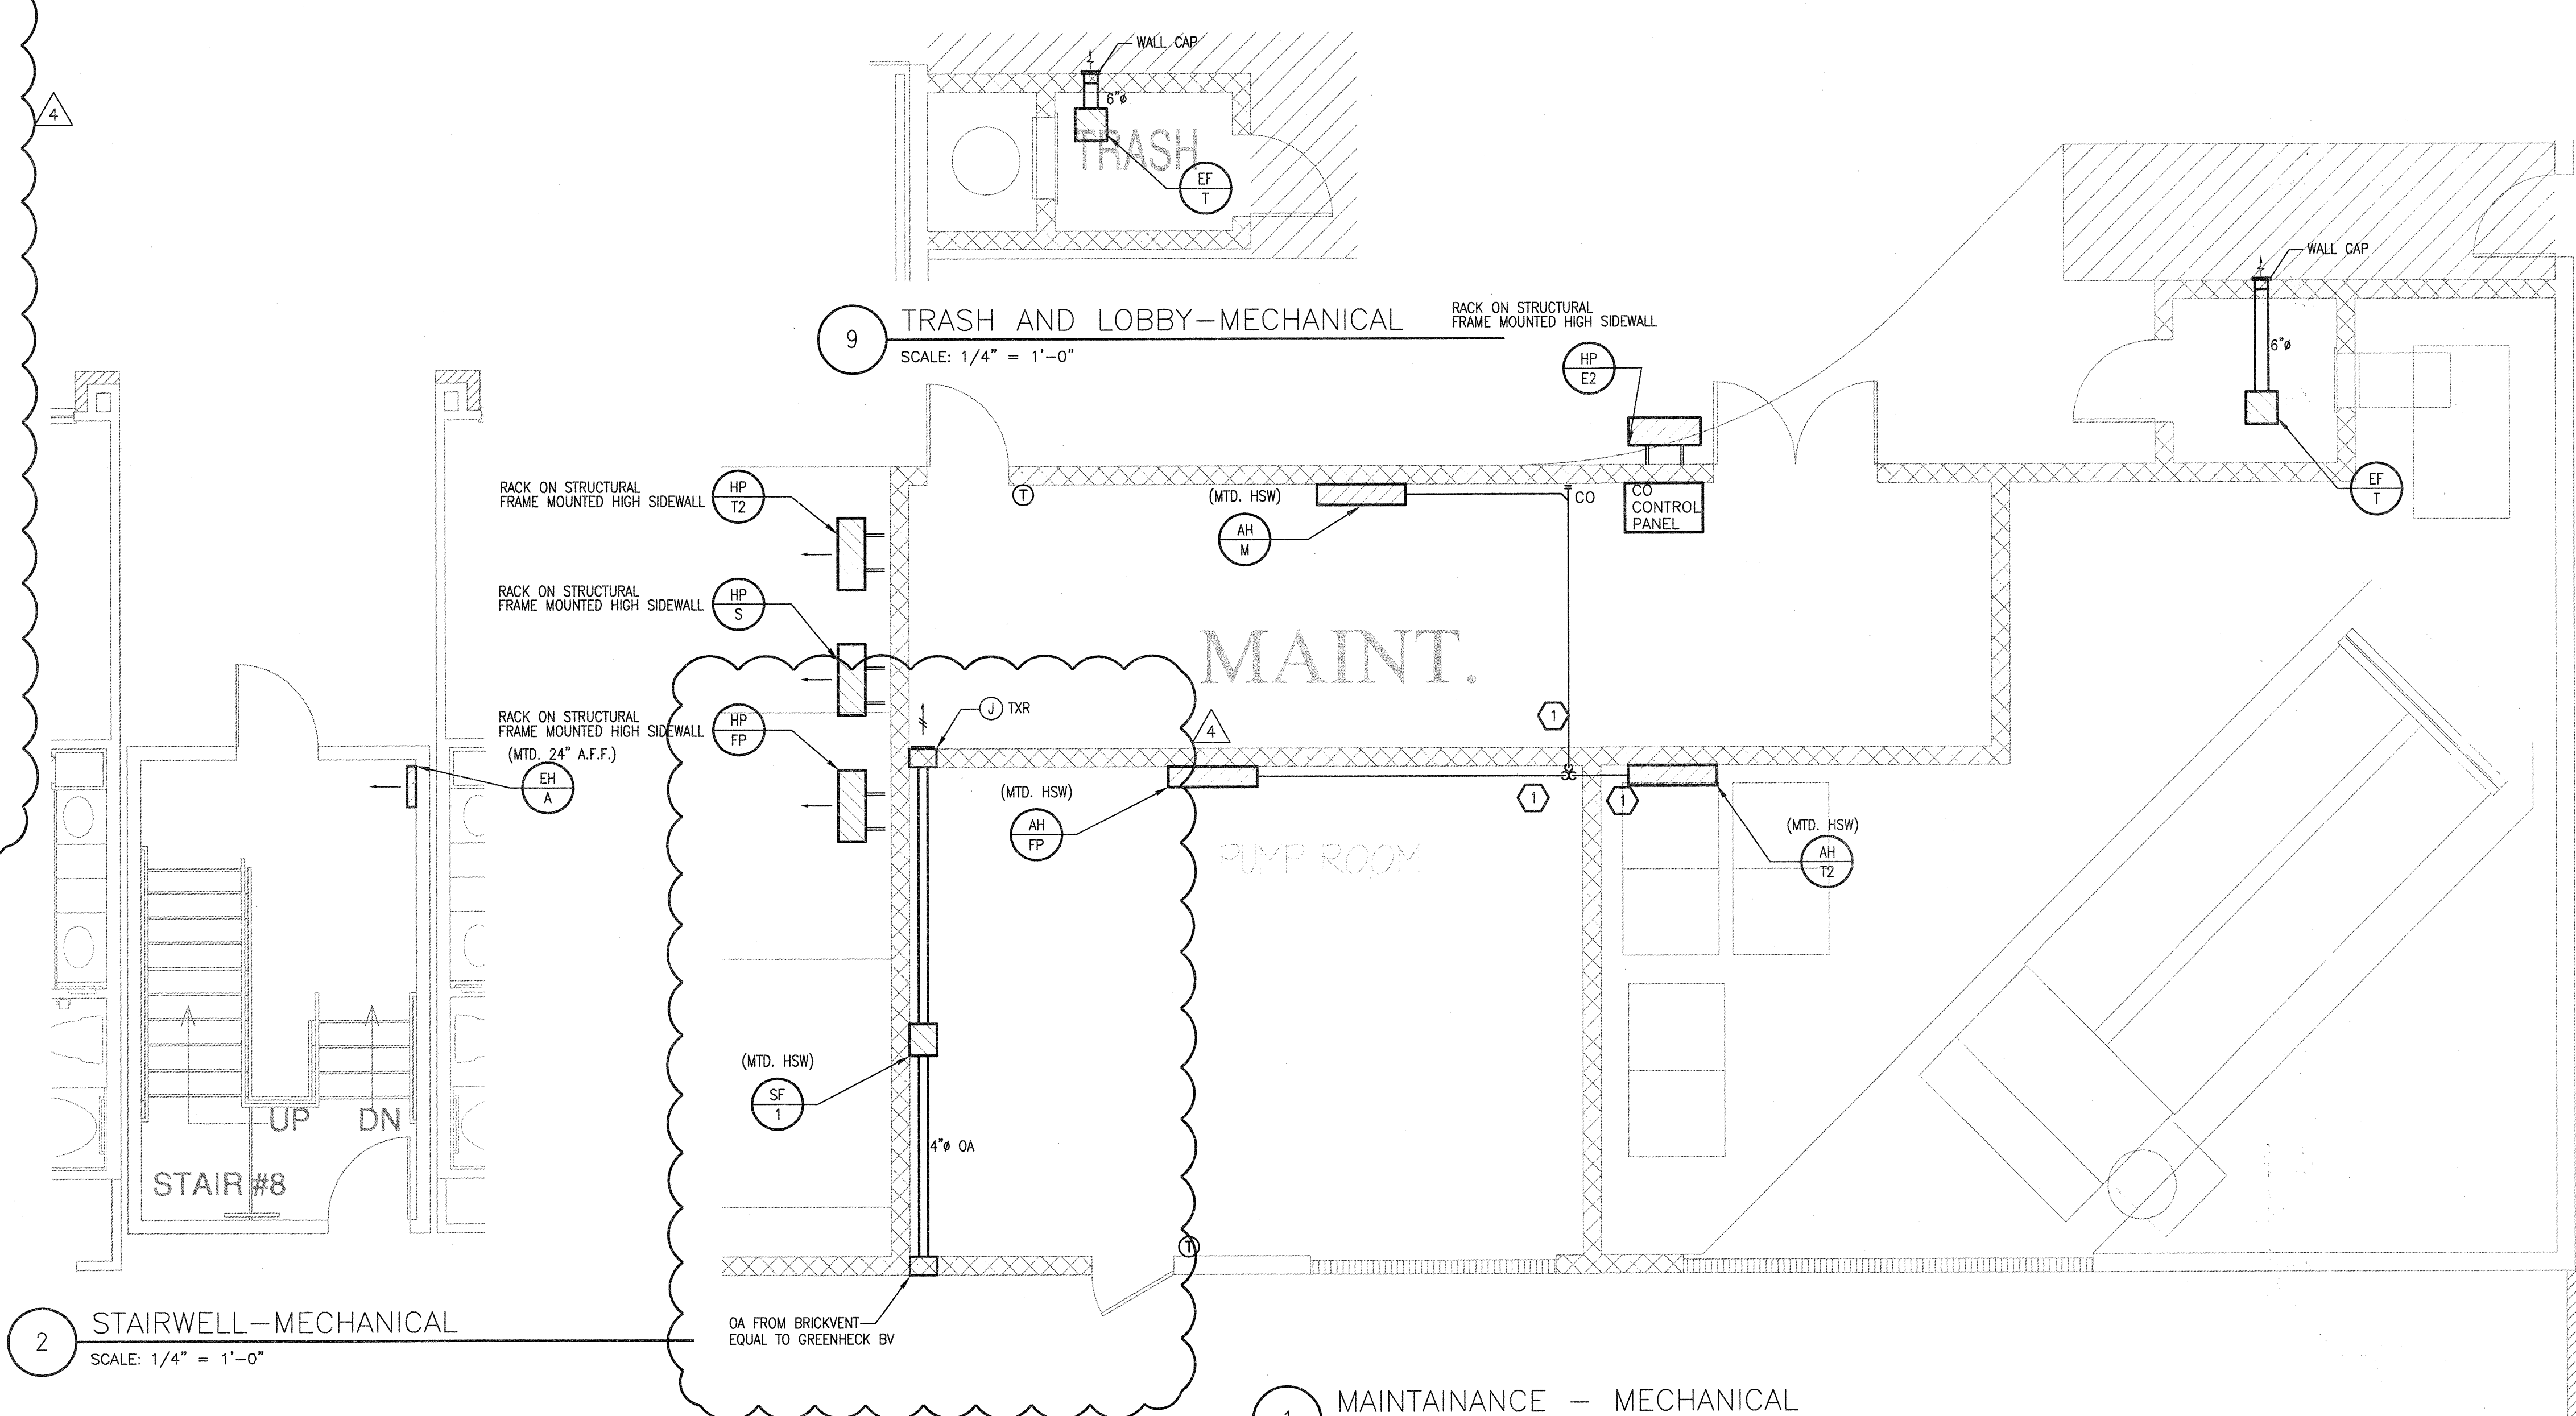 WALL CAP
4
6"ø
TRASH
EF
T
WALL CAP
9
TRASH AND LOBBY-MECHANICAL
SCALE: 1/4" = 1'-0"
RACK ON STRUCTURAL
FRAME MOUNTED HIGH SIDEWALL
HP
E2
6"ø
EF
T
RACK ON STRUCTURAL
FRAME MOUNTED HIGH SIDEWALL
HP
T2
T
(MTD. HSW)
AH
M
CO
CO
CONTROL
PANEL
RACK ON STRUCTURAL
FRAME MOUNTED HIGH SIDEWALL
HP
S
MAINT.
J TXR
1
4
RACK ON STRUCTURAL
FRAME MOUNTED HIGH SIDEWALL
HP
FP
(MTD. 24" A.F.F.)
EH
A
(MTD. HSW)
AH
FP
1
1
(MTD. HSW)
AH
T2
PUMP ROOM
(MTD. HSW)
SF
1
4"ø OA
UP
DN
STAIR #8
T
OA FROM BRICKVENT
EQUAL TO GREENHECK BV
2
STAIRWELL-MECHANICAL
SCALE: 1/4" = 1'-0"
1
MAINTAINANCE - MECHANICAL